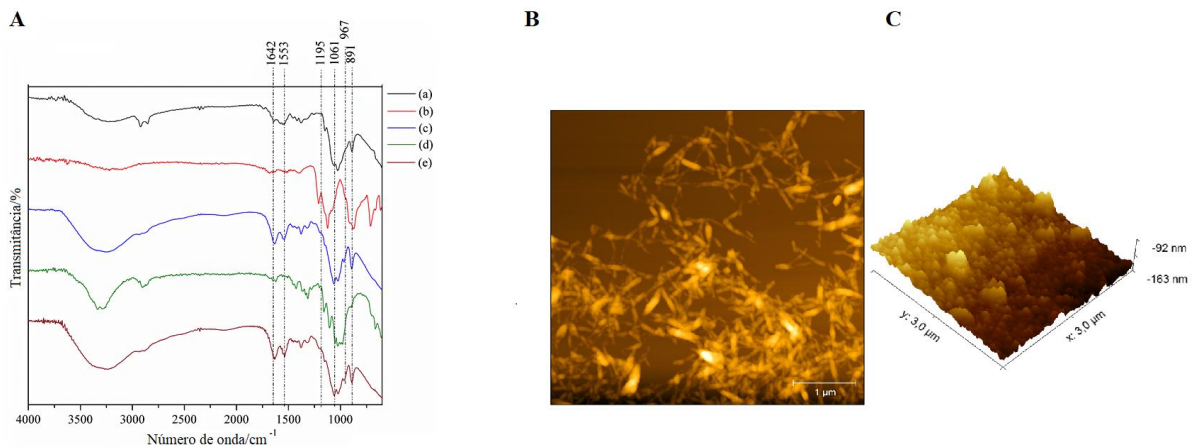 A
B
C
1642
1553
1195
1061
967
891
(a)
(b)
(c)
(d)
(e)
Transmitância/%
4000 3500 3000 2500 2000 1500 1000
Número de onda/cm⁻¹
1 μm
-92 nm
-163 nm
y: 3,0 μm
x: 3,0 μm